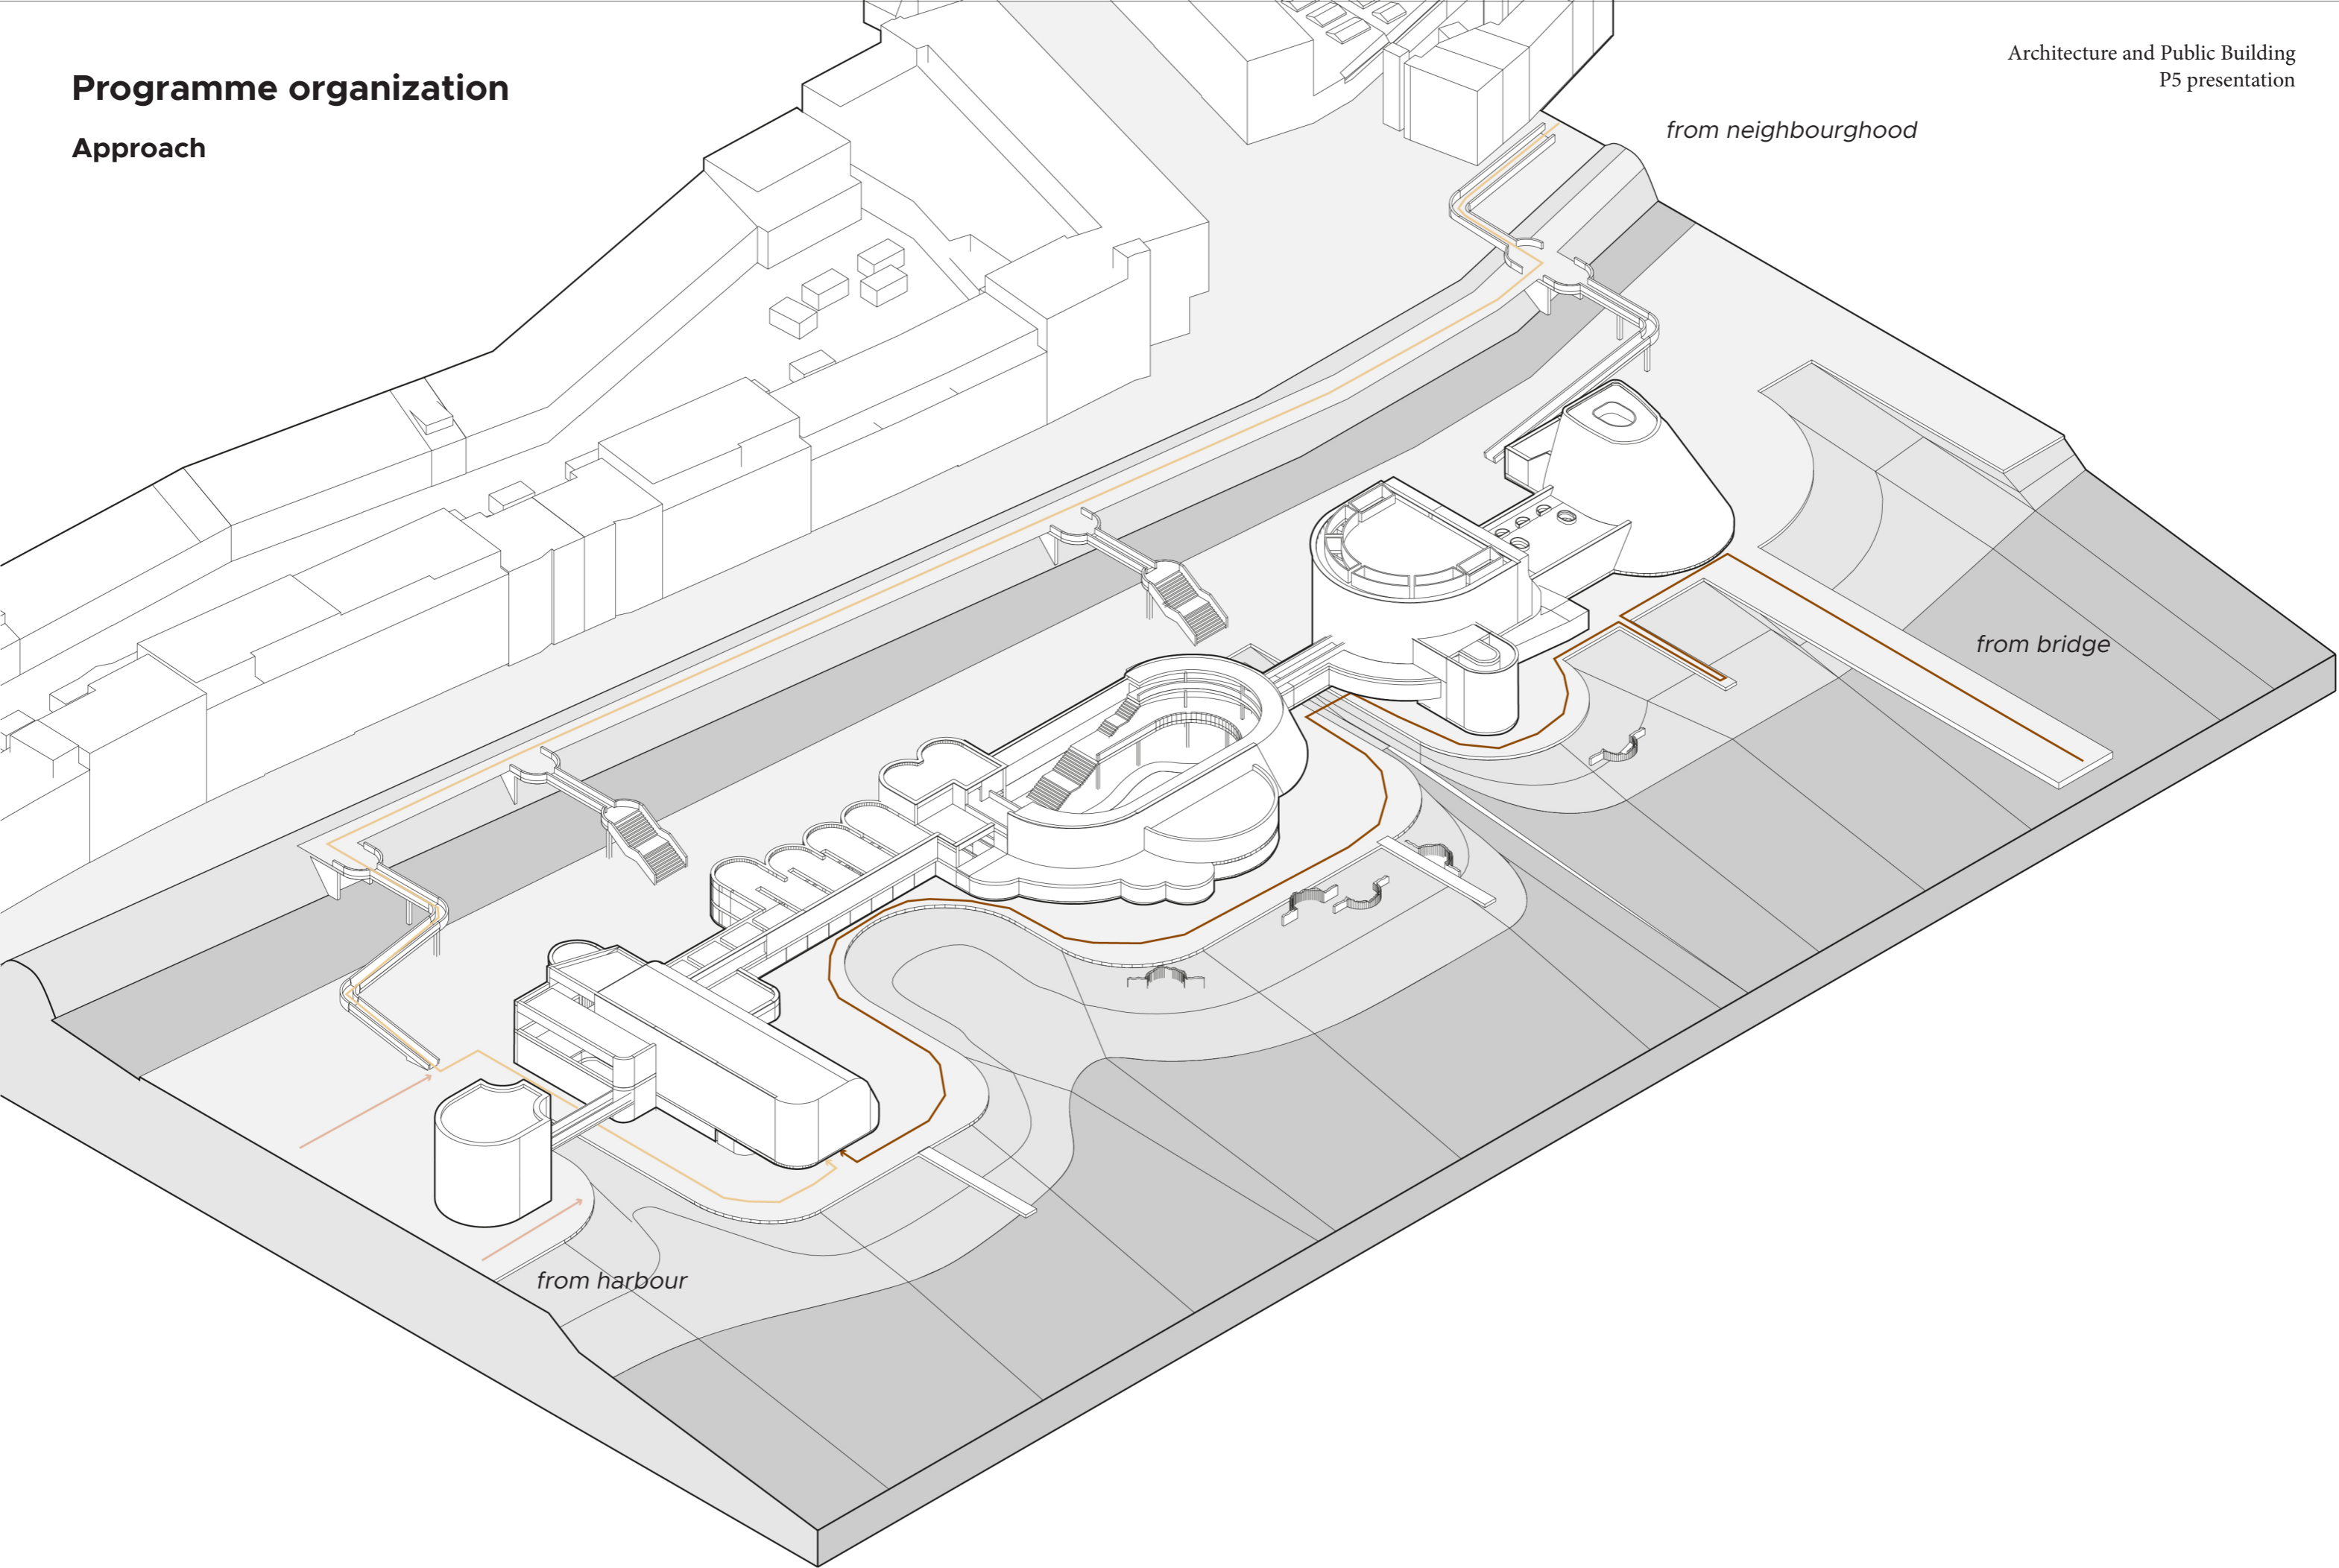 Programme organization
Approach
Architecture and Public Building
P5 presentation
from neighbourghood
from bridge
from harbour